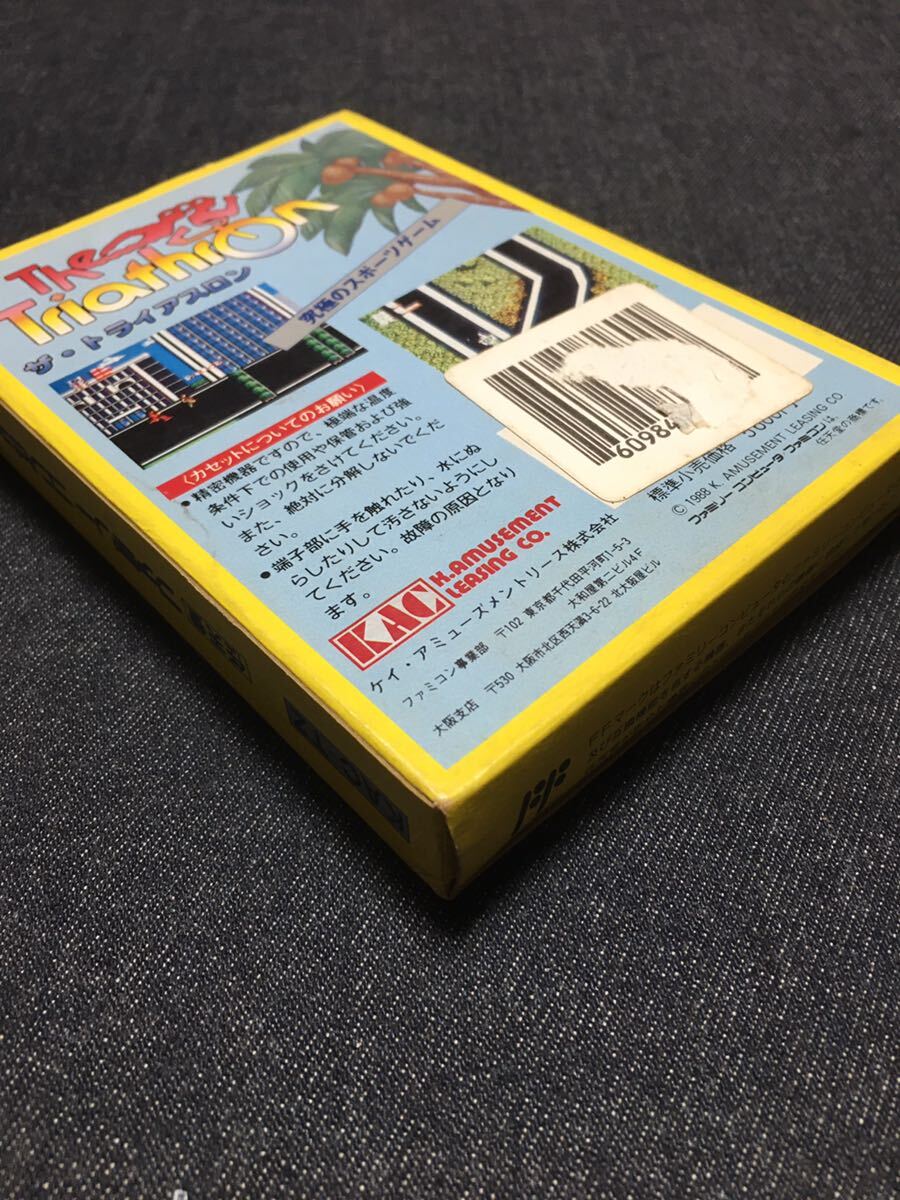 The
Triathron
ザ・トライアスロン
究極のスポーツゲーム
〈カセットについてのお願い〉
●精密機器ですので、極端な温度
条件下での使用や保管および強
いショックをさけてください。
また、絶対に分解しないでくだ
さい。
●端子部に手を触れたり、水にぬ
らしたりして汚さないようにし
てください。故障の原因となり
ます。
60984
標準小売価格
© 1988 K. AMUSEMENT LEASING CO
ファミリーコンピュータ ファミコンは、
任天堂の商標です。
KAC
K.AMUSEMENT
LEASING CO.
ケイ・アミューズメントリース株式会社
ファミコン事業部 〒102 東京都千代田平河町1-5-3
大和屋第二ビル4F
大阪支店 〒530 大阪市北区西天満3-6-22 北大阪屋ビル